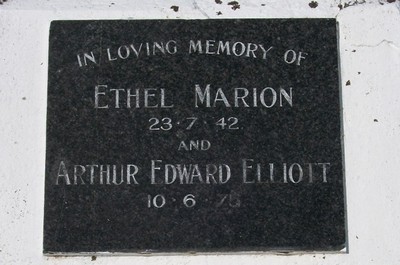 IN LOVING MEMORY OF
ETHEL MARION
23·7·42
AND
ARTHUR EDWARD ELLIOTT
10·6·75